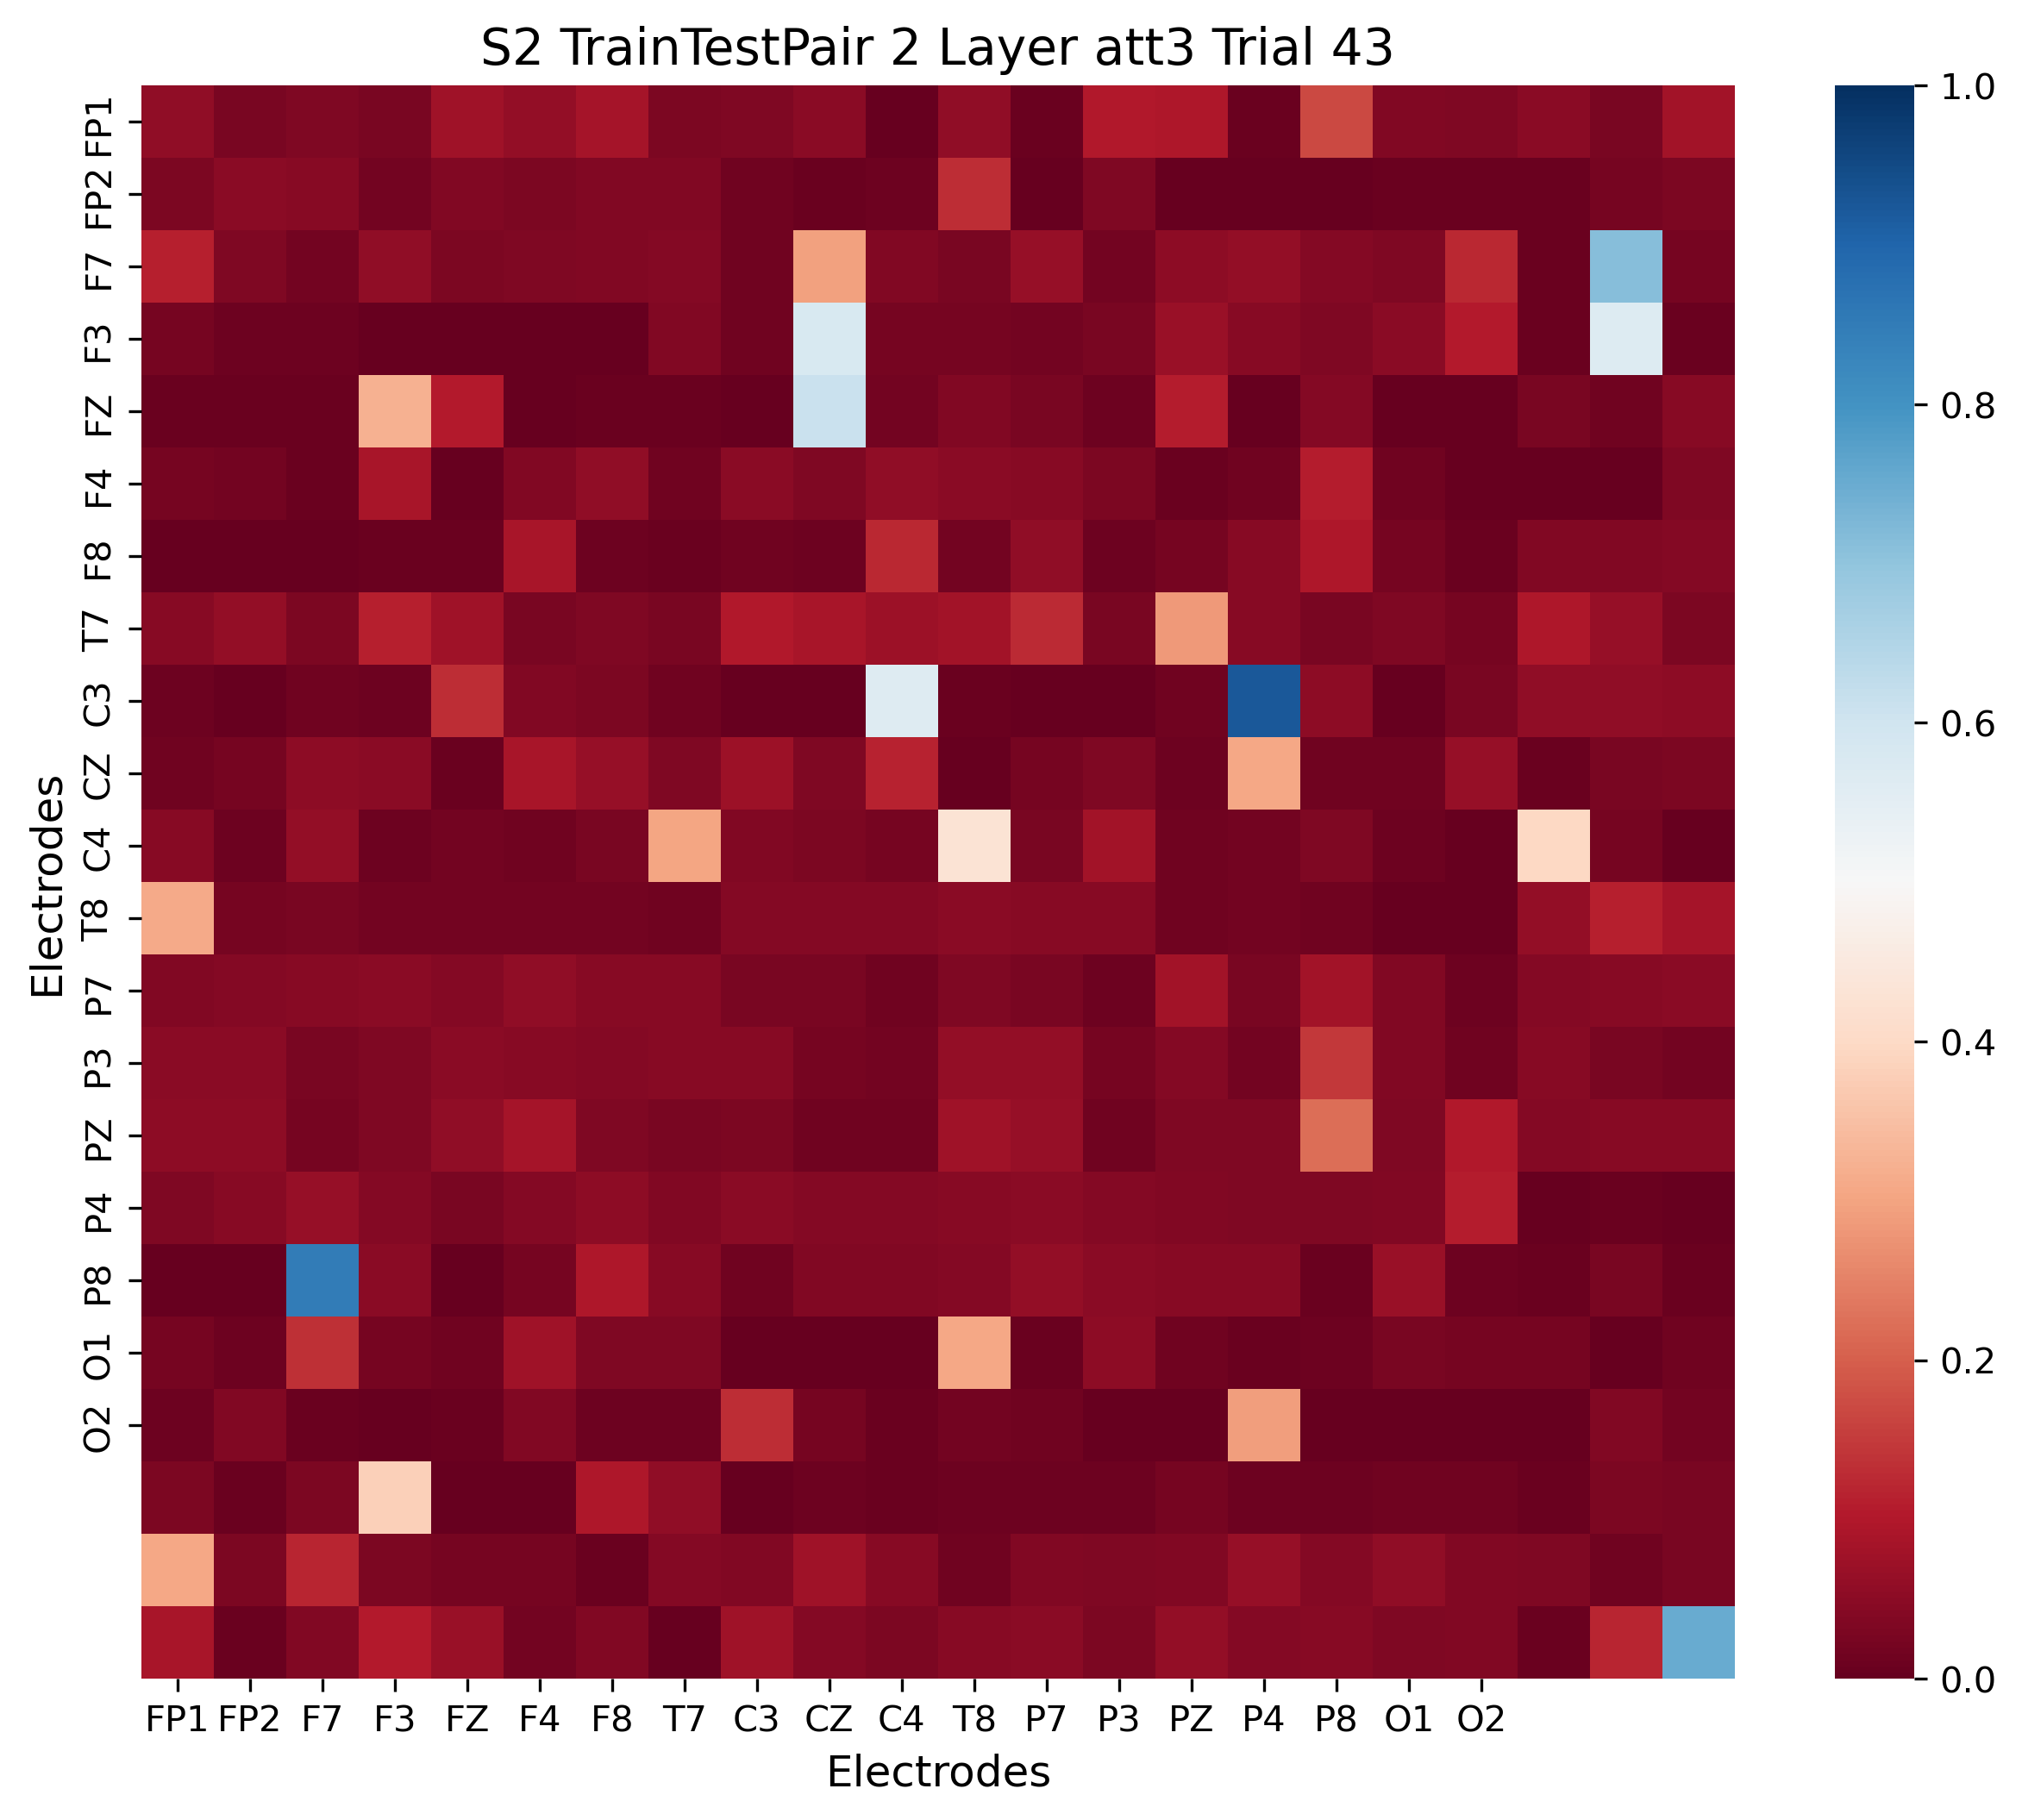 S2 TrainTestPair 2 Layer att3 Trial 43
Electrodes
FP1
FP2
F7
F3
FZ
F4
F8
T7
C3
CZ
C4
T8
P7
P3
PZ
P4
P8
O1
O2
FP1 FP2 F7 F3 FZ F4 F8 T7 C3 CZ C4 T8 P7 P3 PZ P4 P8 O1 O2
Electrodes
1.0
0.8
0.6
0.4
0.2
0.0